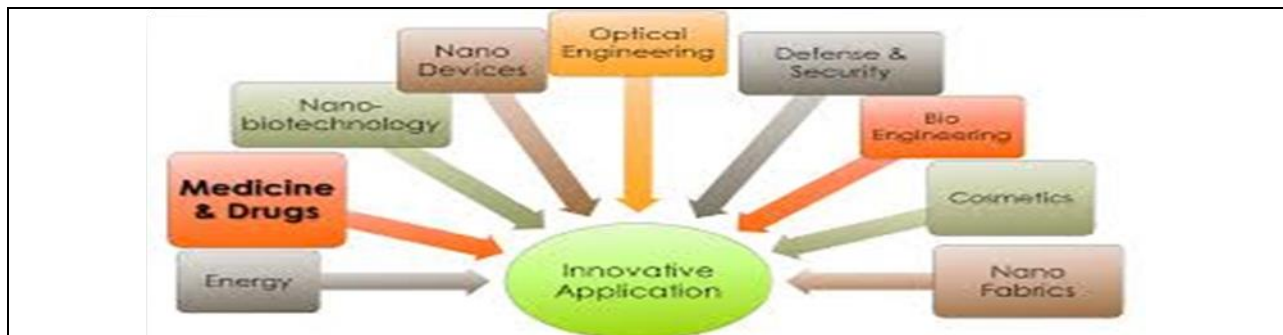 Optical
Engineering
Nano
Devices
Defense &
Security
Nano-
biotechnology
Bio
Engineering
Medicine
& Drugs
Cosmetics
Energy
Innovative
Application
Nano
Fabrics